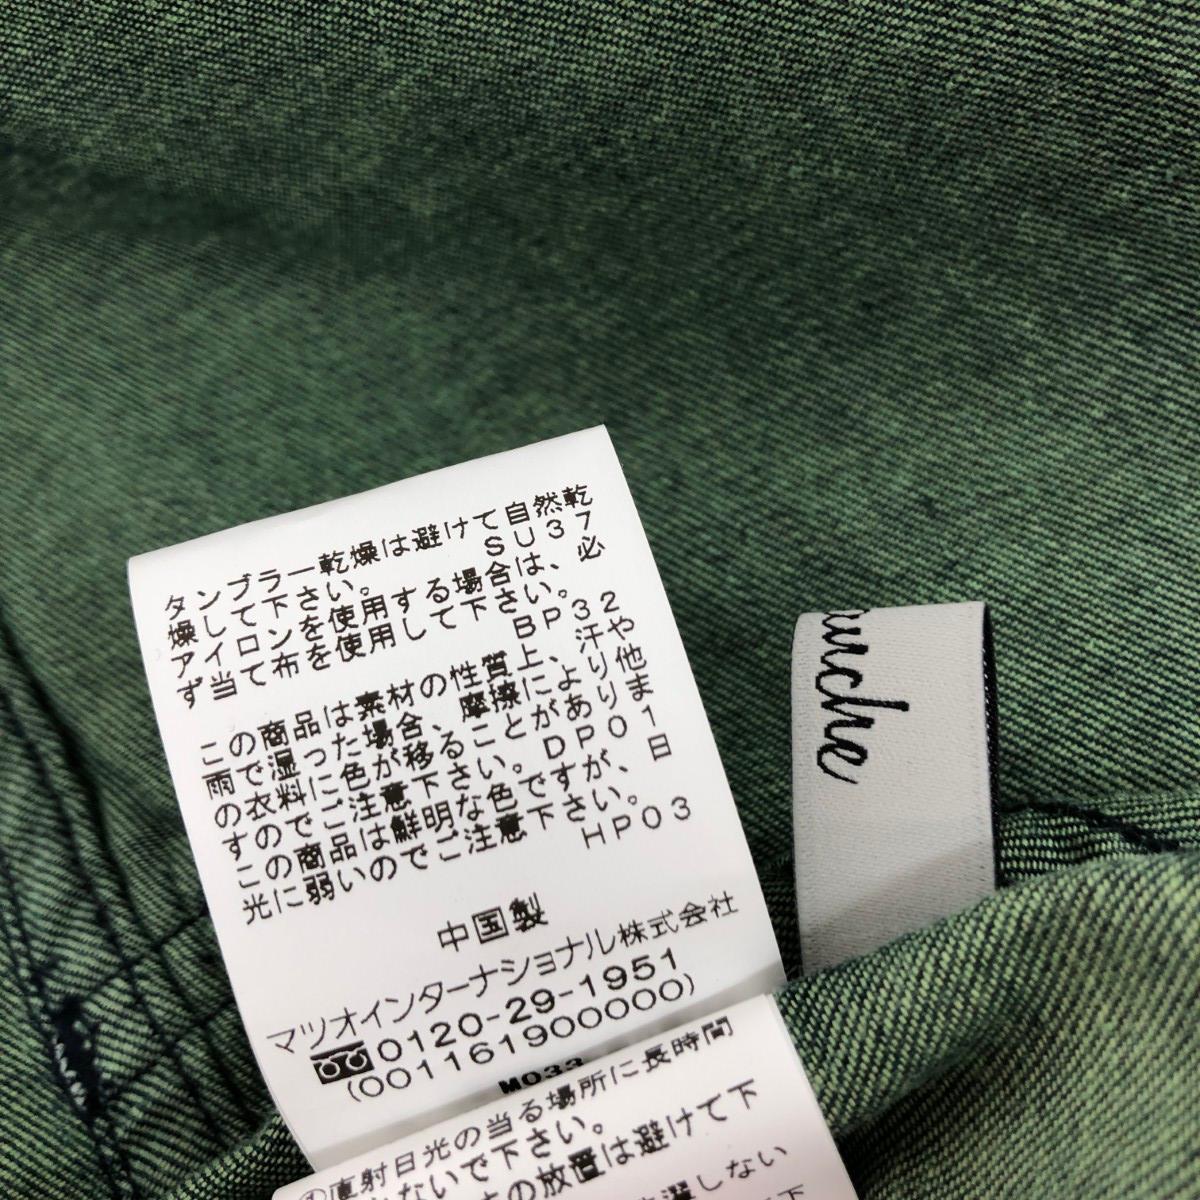 タンブラー乾燥は避けて自然乾
燥して下さい。 SU37
アイロンを使用する場合は、必
ず当て布を使用して下さい。
BP32
この商品は素材の性質上、汗や
雨で湿った場合、摩擦により他
の衣料に色が移ることがありま
すのでご注意下さい。DP01
この商品は鮮明な色ですが、日
光に弱いのでご注意下さい。
HP03
中国製
マツオインターナショナル株式会社
0120-29-1951
(001161900000)
M033
①直射日光の当る場所に長時間
ないで下さい。
の放置は避けて下
濯しない
下
unche